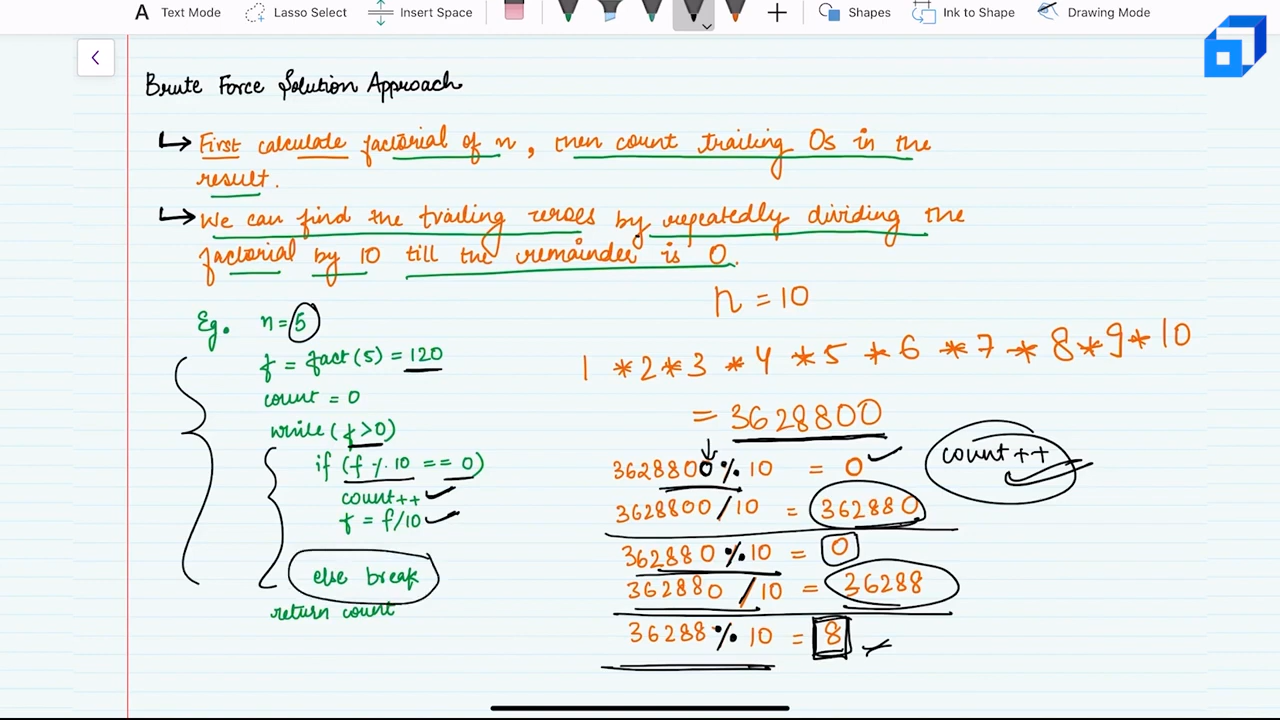 A Text Mode Lasso Select Insert Space Shapes Ink to Shape Drawing Mode
Brute Force Solution Approach
First calculate factorial of n, then count trailing 0s in the
result.
We can find the trailing zeroes by repeatedly dividing the
factorial by 10 till the remainder is 0.
Eg. n=5
f = fact(5) = 120
count = 0
while (f>0)
if (f % 10 == 0)
count++
f = f/10
else break
return count
n = 10
1 * 2 * 3 * 4 * 5 * 6 * 7 * 8 * 9 * 10
= 3628800
3628800 % 10 = 0
count ++
3628800 / 10 = 362880
362880 % 10 = 0
362880 / 10 = 36288
36288 % 10 = 8